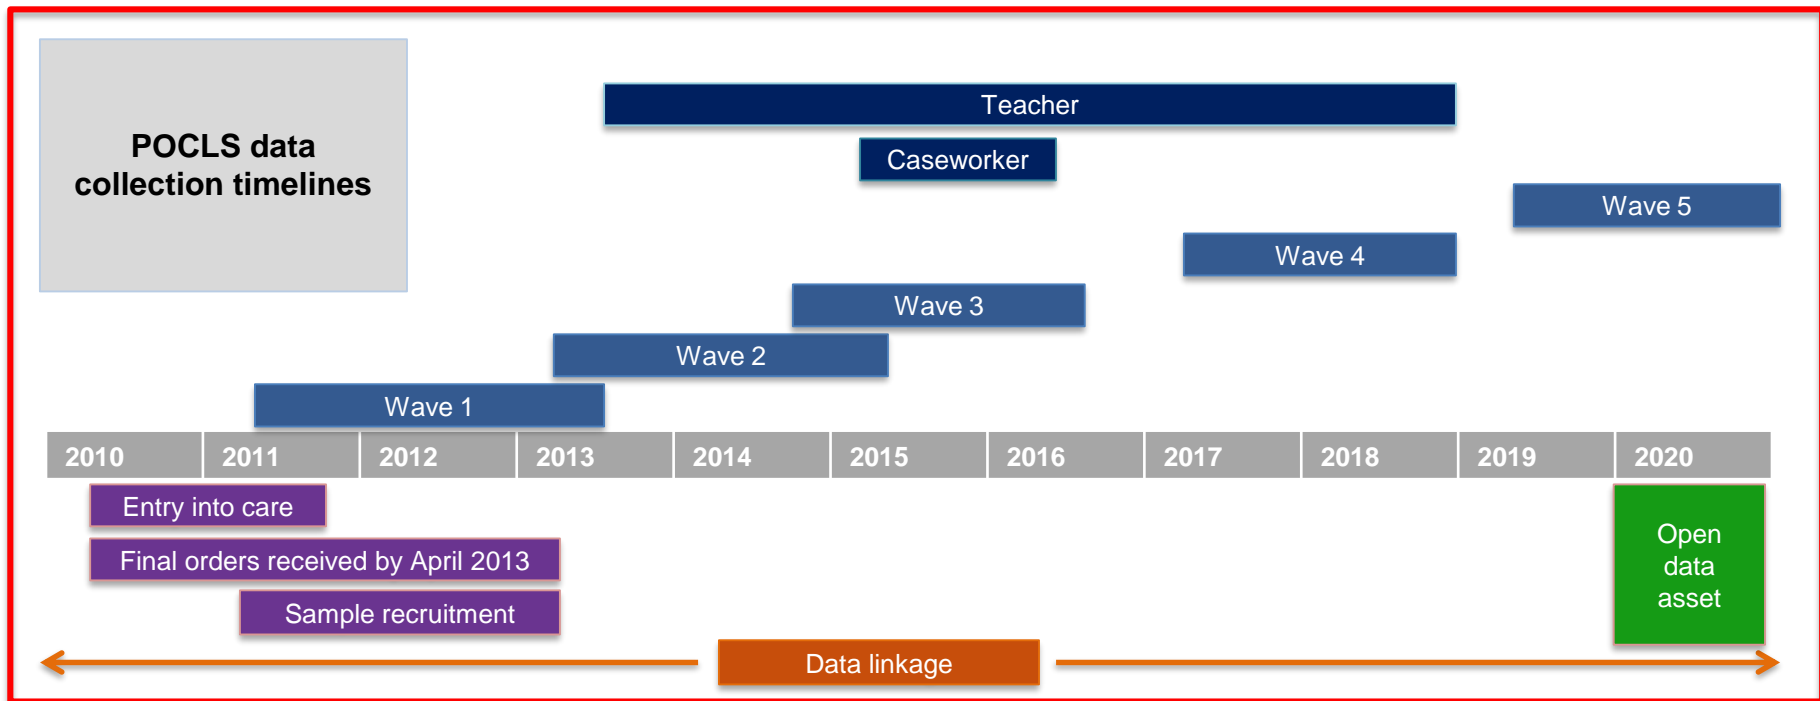 POCLS data
collection timelines
Teacher
Caseworker
Wave 5
Wave 4
Wave 3
Wave 2
Wave 1
2010 2011 2012 2013 2014 2015 2016 2017 2018 2019 2020
Entry into care
Final orders received by April 2013
Sample recruitment
Open
data
asset
Data linkage